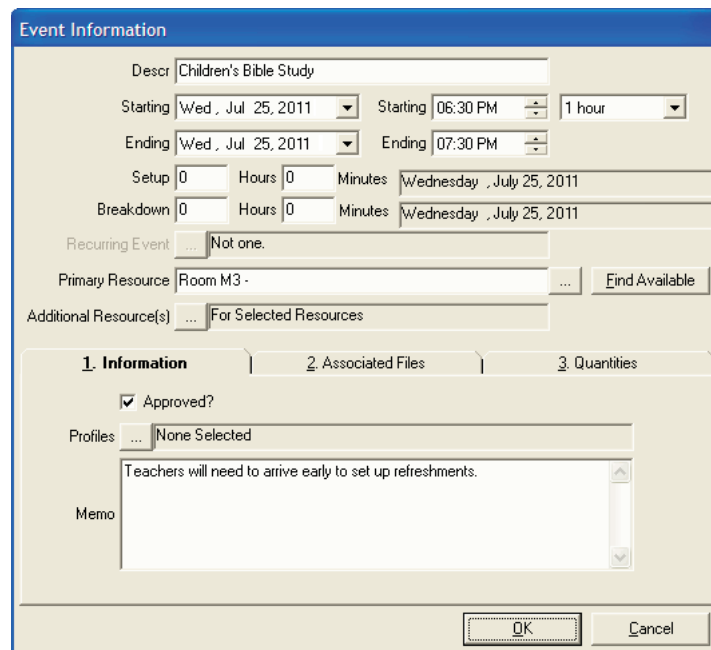 Event Information
Descr Children's Bible Study
Starting Wed , Jul 25, 2011 Starting 06:30 PM 1 hour
Ending Wed , Jul 25, 2011 Ending 07:30 PM
Setup 0 Hours 0 Minutes Wednesday , July 25, 2011
Breakdown 0 Hours 0 Minutes Wednesday , July 25, 2011
Recurring Event ... Not one.
Primary Resource Room M3 - ... Find Available
Additional Resource(s) ... For Selected Resources
1. Information 2. Associated Files 3. Quantities
Approved?
Profiles ... None Selected
Teachers will need to arrive early to set up refreshments.
Memo
OK Cancel